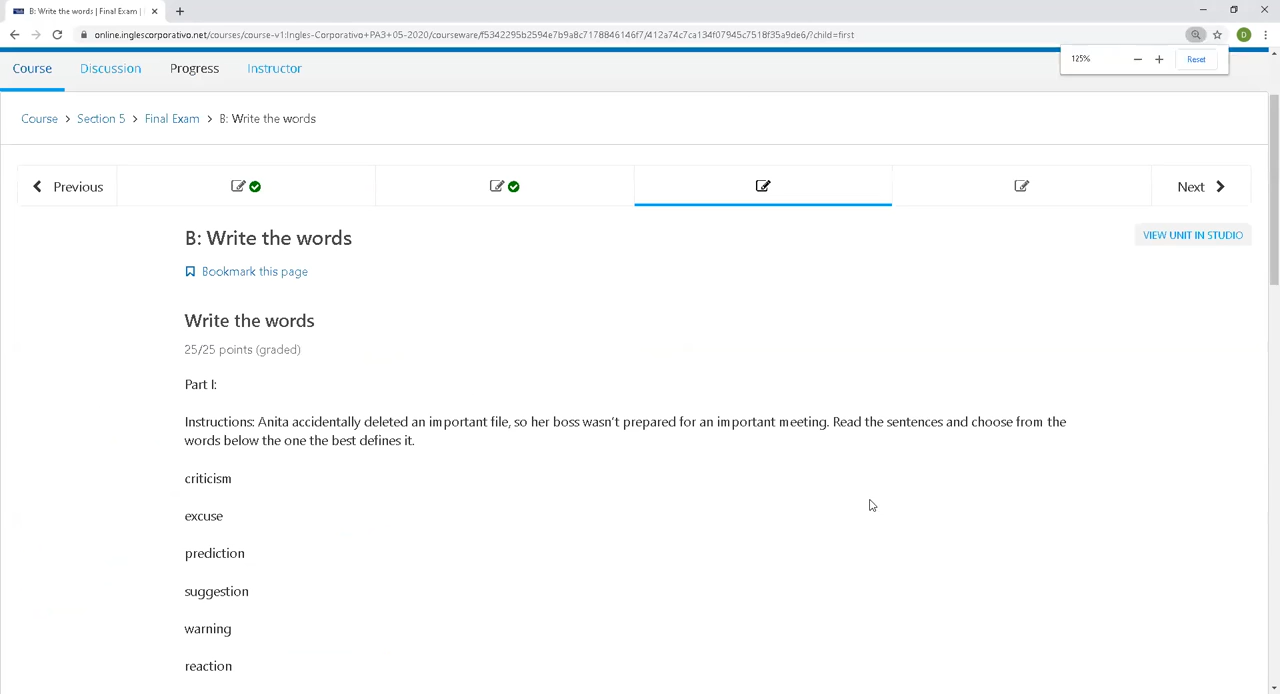 B: Write the words | Final Exam |
online.inglescorporativo.net/courses/course-v1:Ingles-Corporativo+PA3+05-2020/courseware/f5342295b2594e7b9a8c7178846146f7/412a74c7ca134f07945c7518f35a9de6/?child=first
D
125%
Reset
Course Discussion Progress Instructor
Course > Section 5 > Final Exam > B: Write the words
Previous
Next
B: Write the words
VIEW UNIT IN STUDIO
Bookmark this page
Write the words
25/25 points (graded)
Part I:
Instructions: Anita accidentally deleted an important file, so her boss wasn't prepared for an important meeting. Read the sentences and choose from the
words below the one the best defines it.
criticism
excuse
prediction
suggestion
warning
reaction